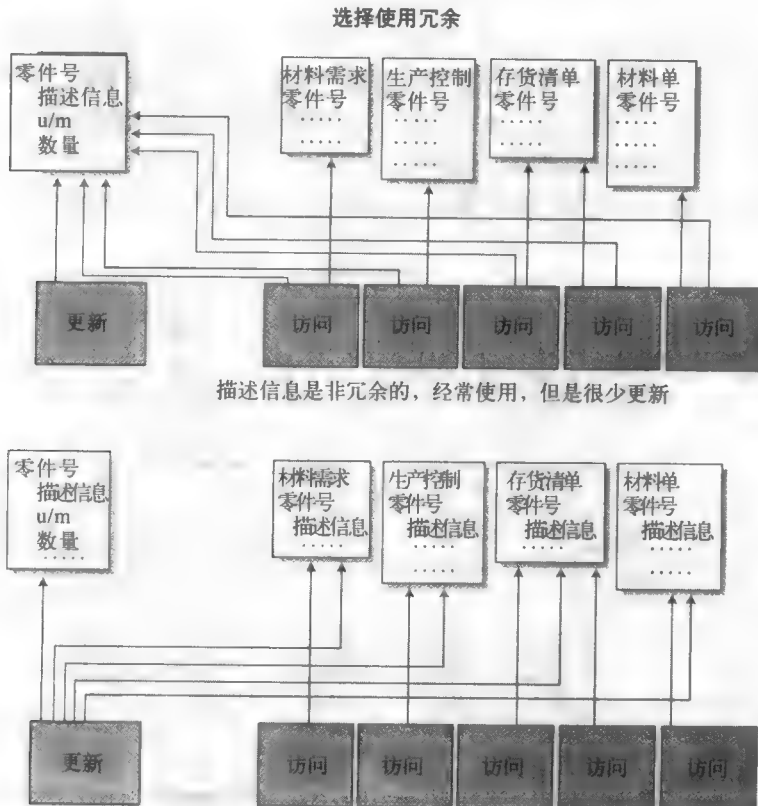 选择使用冗余
零件号
描述信息
u/m
数量
材料需求
零件号
.....
.....
生产控制
零件号
.....
.....
.....
存货清单
零件号
.....
.....
材料单
零件号
.....
.....
.....
更新
访问
访问
访问
访问
访问
描述信息是非冗余的，经常使用，但是很少更新
零件号
描述信息
u/m
数量
.....
材料需求
零件号
描述信息
.....
生产控制
零件号
描述信息
.....
.....
存货清单
零件号
描述信息
.....
材料单
零件号
描述信息
.....
.....
更新
访问
访问
访问
访问
访问